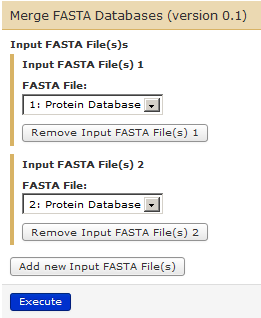 Merge FASTA Databases (version 0.1)
Input FASTA File(s)s
Input FASTA File(s) 1
FASTA File:
1: Protein Database
Remove Input FASTA File(s) 1
Input FASTA File(s) 2
FASTA File:
2: Protein Database
Remove Input FASTA File(s) 2
Add new Input FASTA File(s)
Execute